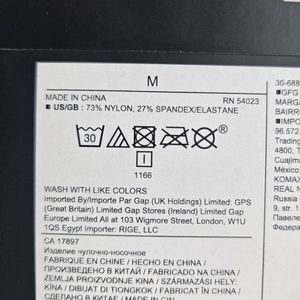 M
MADE IN CHINA RN 54023
US/GB: 73% NYLON, 27% SPANDEX/ELASTANE
30
I
1166
WASH WITH LIKE COLORS
Imported By/Importe Par Gap (UK Holdings) Limited: GPS
(Great Britain) Limited Gap Stores (Ireland) Limited Gap
Europe Limited All at 103 Wigmore Street, London, W1U
1QS Egypt Importer: RIGE, LLC
CA 17897
Изделие чулочно-носочное
FABRIQUE EN CHINE / HECHO EN CHINA /
ПРОИЗВЕДЕНО В КИТАЕ / FABRICADO NA CHINA /
ZEMLJA PROIZVODNJE KINA / SZÁRMAZÁSI HELY:
KÍNA / DIBUAT DI TIONGKOK / FABRICAT ÎN
СДЕЛАНО В КИТАЕ
30-688
GFG
MARGA
BAIRR
IMPO
96.572
Trading
4800
Cuajima
México
KOMAX
REAL N
Russia